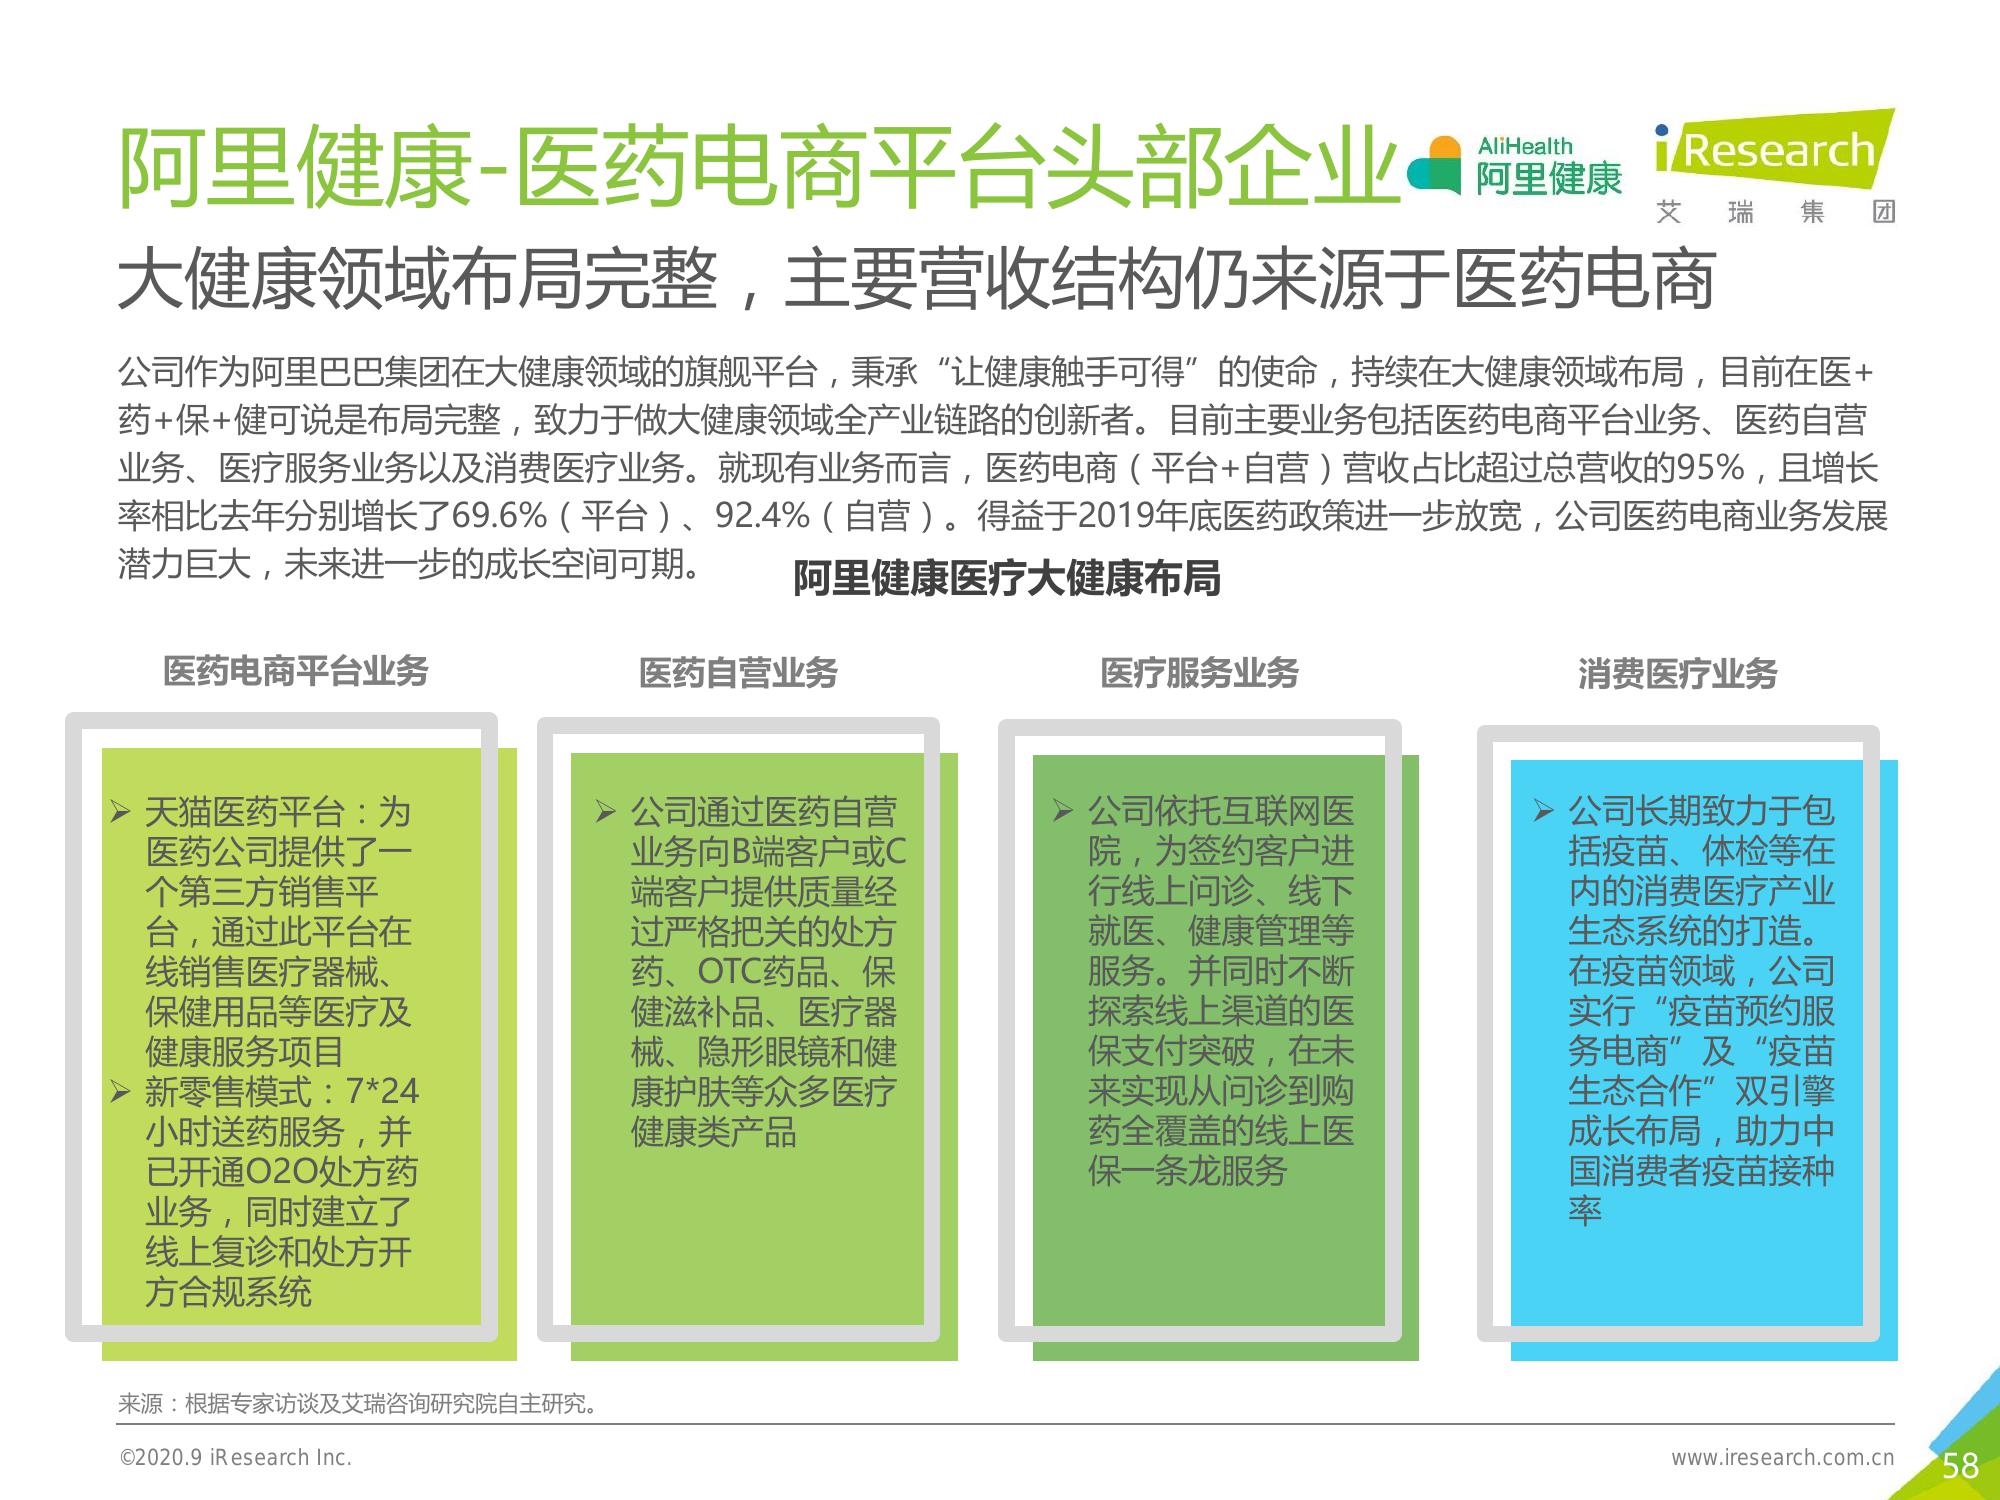 阿里健康-医药电商平台头部企业
AliHealth
阿里健康
iResearch
艾瑞集团
大健康领域布局完整，主要营收结构仍来源于医药电商
公司作为阿里巴巴集团在大健康领域的旗舰平台，秉承“让健康触手可得”的使命，持续在大健康领域布局，目前在医+
药+保+健可说是布局完整，致力于做大健康领域全产业链路的创新者。目前主要业务包括医药电商平台业务、医药自营
业务、医疗服务业务以及消费医疗业务。就现有业务而言，医药电商（平台+自营）营收占比超过总营收的95%，且增长
率相比去年分别增长了69.6%（平台）、92.4%（自营）。得益于2019年底医药政策进一步放宽，公司医药电商业务发展
潜力巨大，未来进一步的成长空间可期。
阿里健康医疗大健康布局
医药电商平台业务
➢ 天猫医药平台：为
医药公司提供了一
个第三方销售平
台，通过此平台在
线销售医疗器械、
保健用品等医疗及
健康服务项目
➢ 新零售模式：7*24
小时送药服务，并
已开通O2O处方药
业务，同时建立了
线上复诊和处方开
方合规系统
医药自营业务
➢ 公司通过医药自营
业务向B端客户或C
端客户提供质量经
过严格把关的处方
药、OTC药品、保
健滋补品、医疗器
械、隐形眼镜和健
康护肤等众多医疗
健康类产品
医疗服务业务
➢ 公司依托互联网医
院，为签约客户进
行线上问诊、线下
就医、健康管理等
服务。并同时不断
探索线上渠道的医
保支付突破，在未
来实现从问诊到购
药全覆盖的线上医
保一条龙服务
消费医疗业务
➢ 公司长期致力于包
括疫苗、体检等在
内的消费医疗产业
生态系统的打造。
在疫苗领域，公司
实行“疫苗预约服
务电商”及“疫苗
生态合作”双引擎
成长布局，助力中
国消费者疫苗接种
率
来源：根据专家访谈及艾瑞咨询研究院自主研究。
©2020.9 iResearch Inc.
www.iresearch.com.cn
58